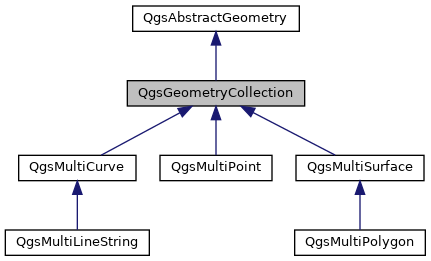 QgsAbstractGeometry
QgsGeometryCollection
QgsMultiCurve
QgsMultiPoint
QgsMultiSurface
QgsMultiLineString
QgsMultiPolygon